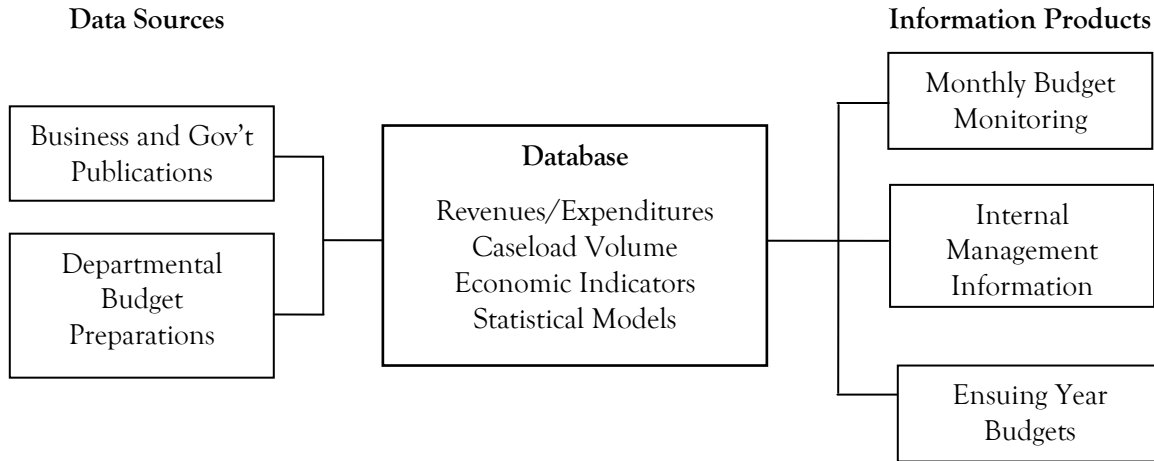 Data Sources
Business and Gov’t
Publications
Departmental
Budget
Preparations
Database
Revenues/Expenditures
Caseload Volume
Economic Indicators
Statistical Models
Information Products
Monthly Budget
Monitoring
Internal
Management
Information
Ensuing Year
Budgets